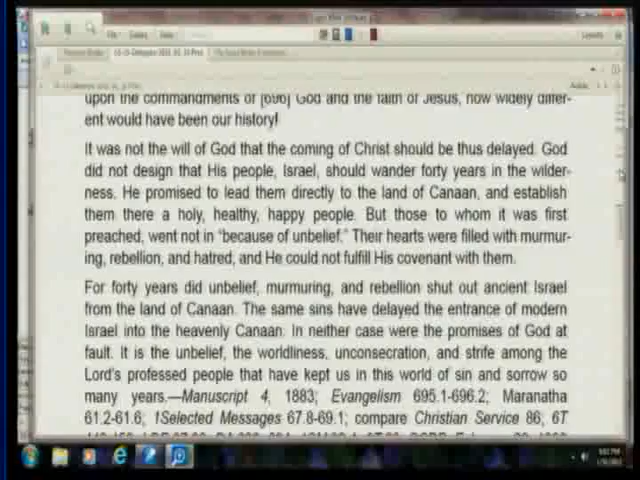 upon the commandments of [696] God and the faith of Jesus, how widely differ-
ent would have been our history!
It was not the will of God that the coming of Christ should be thus delayed. God
did not design that His people, Israel, should wander forty years in the wilder-
ness. He promised to lead them directly to the land of Canaan, and establish
them there a holy, healthy, happy people. But those to whom it was first
preached, went not in “because of unbelief.” Their hearts were filled with murmur-
ing, rebellion, and hatred, and He could not fulfill His covenant with them.
For forty years did unbelief, murmuring, and rebellion shut out ancient Israel
from the land of Canaan. The same sins have delayed the entrance of modern
Israel into the heavenly Canaan. In neither case were the promises of God at
fault. It is the unbelief, the worldliness, unconsecration, and strife among the
Lord’s professed people that have kept us in this world of sin and sorrow so
many years.—Manuscript 4, 1883; Evangelism 695.1-696.2; Maranatha
61.2-61.6; 1Selected Messages 67.8-69.1; compare Christian Service 86; 6T